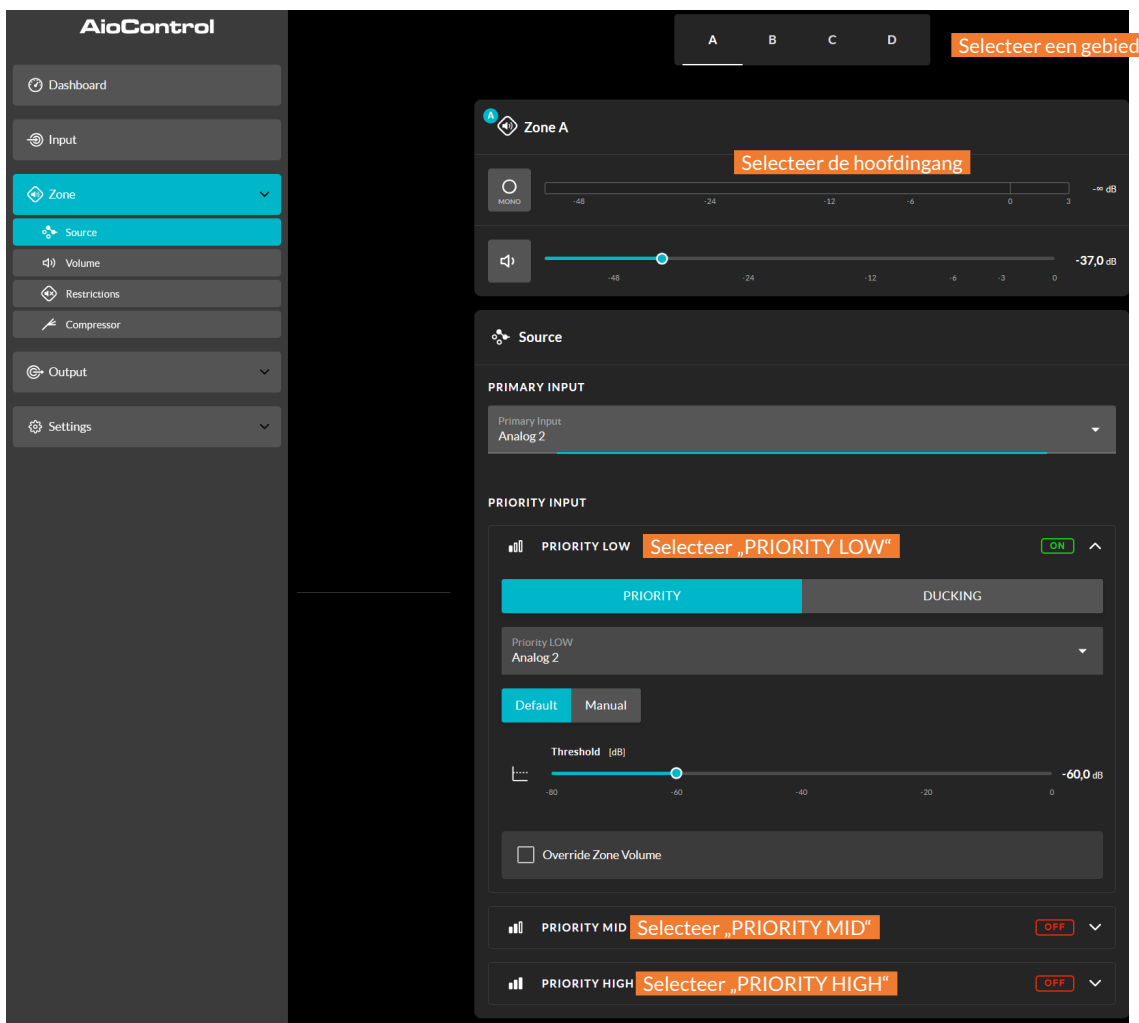 AioControl
Dashboard
Input
Zone
Source
Volume
Restrictions
Compressor
Output
Settings
A B C D
Selecteer een gebied
A
Zone A
Selecteer de hoofdingang
MONO
-∞ dB
-48 -24 -12 -6 0 3
-37,0 dB
-48 -24 -12 -6 -3 0
Source
PRIMARY INPUT
Primary Input
Analog 2
PRIORITY INPUT
PRIORITY LOW Selecteer „PRIORITY LOW“ ON
PRIORITY DUCKING
Priority LOW
Analog 2
Default Manual
Threshold [dB]
-60,0 dB
-80 -60 -40 -20 0
Override Zone Volume
PRIORITY MID Selecteer „PRIORITY MID“ OFF
PRIORITY HIGH Selecteer „PRIORITY HIGH“ OFF